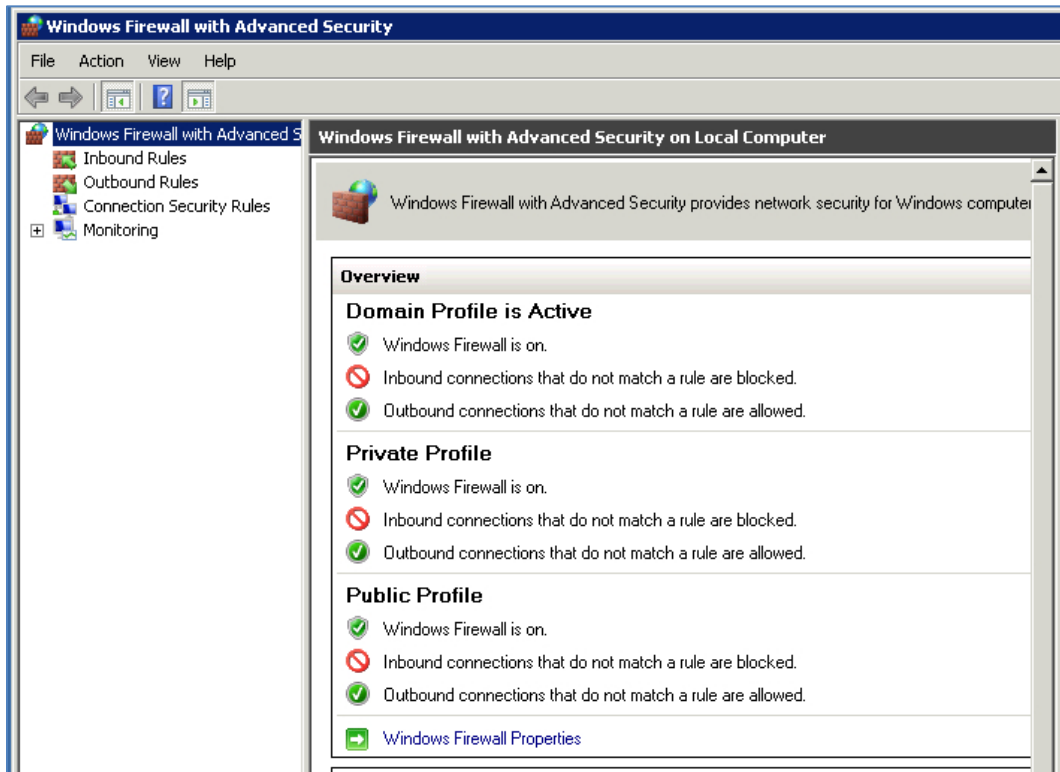 Windows Firewall with Advanced Security
File Action View Help
Windows Firewall with Advanced S
Inbound Rules
Outbound Rules
Connection Security Rules
Monitoring
Windows Firewall with Advanced Security on Local Computer
Windows Firewall with Advanced Security provides network security for Windows computer
Overview
Domain Profile is Active
Windows Firewall is on.
Inbound connections that do not match a rule are blocked.
Outbound connections that do not match a rule are allowed.
Private Profile
Windows Firewall is on.
Inbound connections that do not match a rule are blocked.
Outbound connections that do not match a rule are allowed.
Public Profile
Windows Firewall is on.
Inbound connections that do not match a rule are blocked.
Outbound connections that do not match a rule are allowed.
Windows Firewall Properties